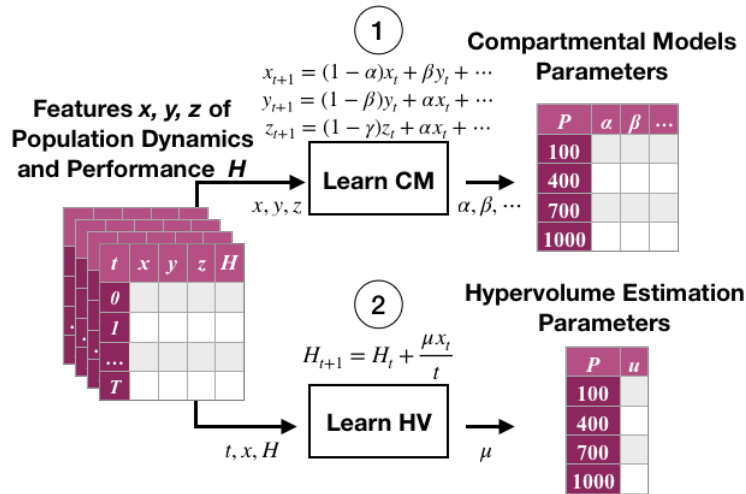 1
x_{t+1} = (1 − α)x_t + βy_t + ⋯
y_{t+1} = (1 − β)y_t + αx_t + ⋯
z_{t+1} = (1 − γ)z_t + αx_t + ⋯
Learn CM
x, y, z
α, β, ⋯
Compartmental Models
Parameters
P α β ...
100
400
700
1000
Features x, y, z of
Population Dynamics
and Performance H
t x y z H
0
1
...
T
2
H_{t+1} = H_t + μx_t / t
Learn HV
t, x, H
μ
Hypervolume Estimation
Parameters
P u
100
400
700
1000